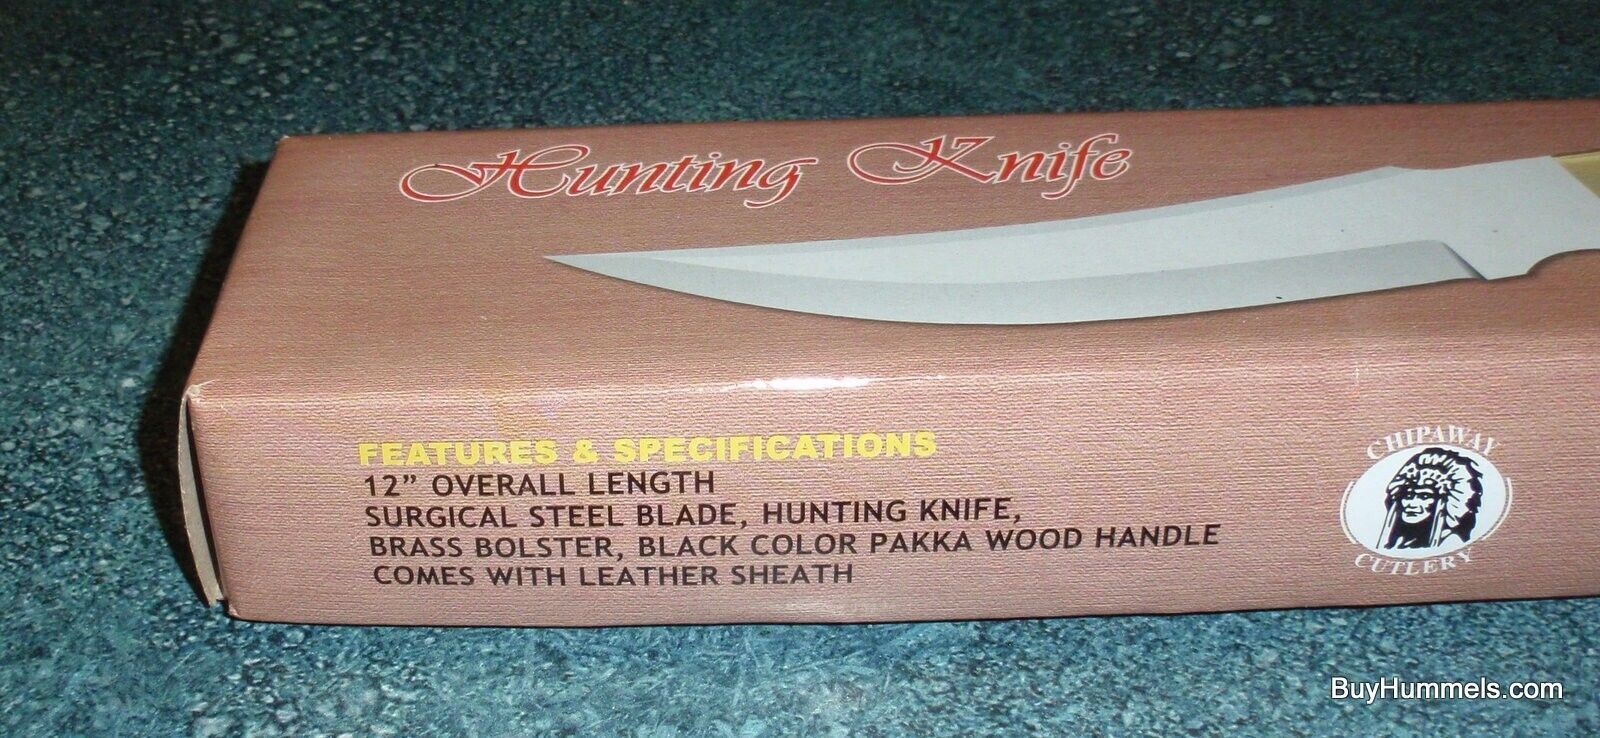 Hunting Knife
FEATURES & SPECIFICATIONS
12” OVERALL LENGTH
SURGICAL STEEL BLADE, HUNTING KNIFE,
BRASS BOLSTER, BLACK COLOR PAKKA WOOD HANDLE
COMES WITH LEATHER SHEATH
CHIPAWAY
CUTLERY
BuyHummels.com